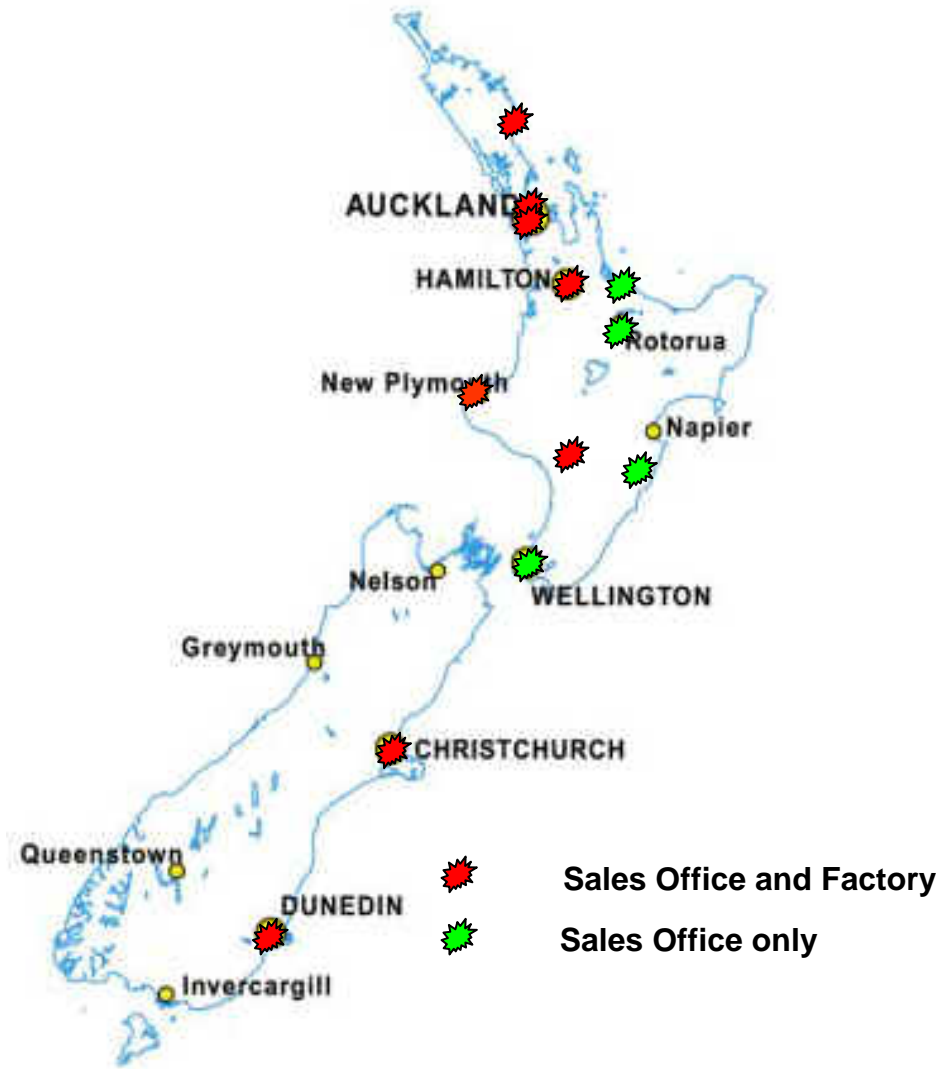 AUCKLAND
HAMILTON
Rotorua
New Plymouth
Napier
Nelson
WELLINGTON
Greymouth
CHRISTCHURCH
Queenstown
Sales Office and Factory
DUNEDIN
Sales Office only
Invercargill